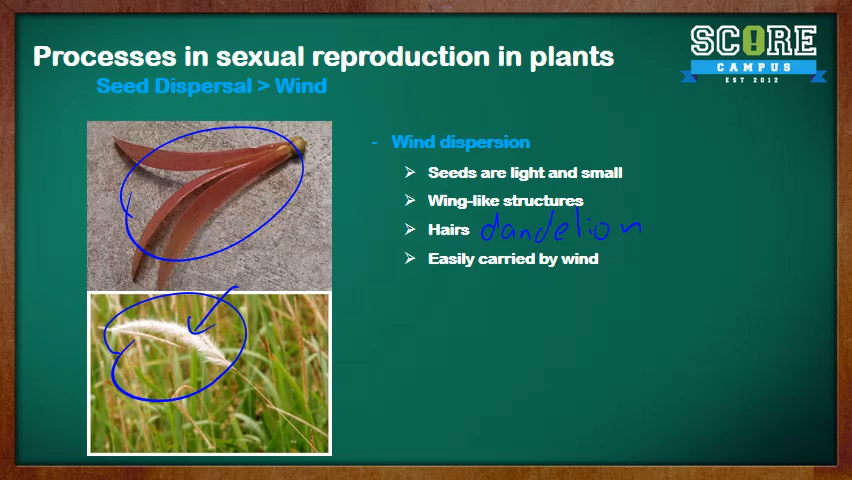 Processes in sexual reproduction in plants
SCORE
CAMPUS
EST 2012
Seed Dispersal > Wind
- Wind dispersion
➢ Seeds are light and small
➢ Wing-like structures
➢ Hairs dandelion
➢ Easily carried by wind